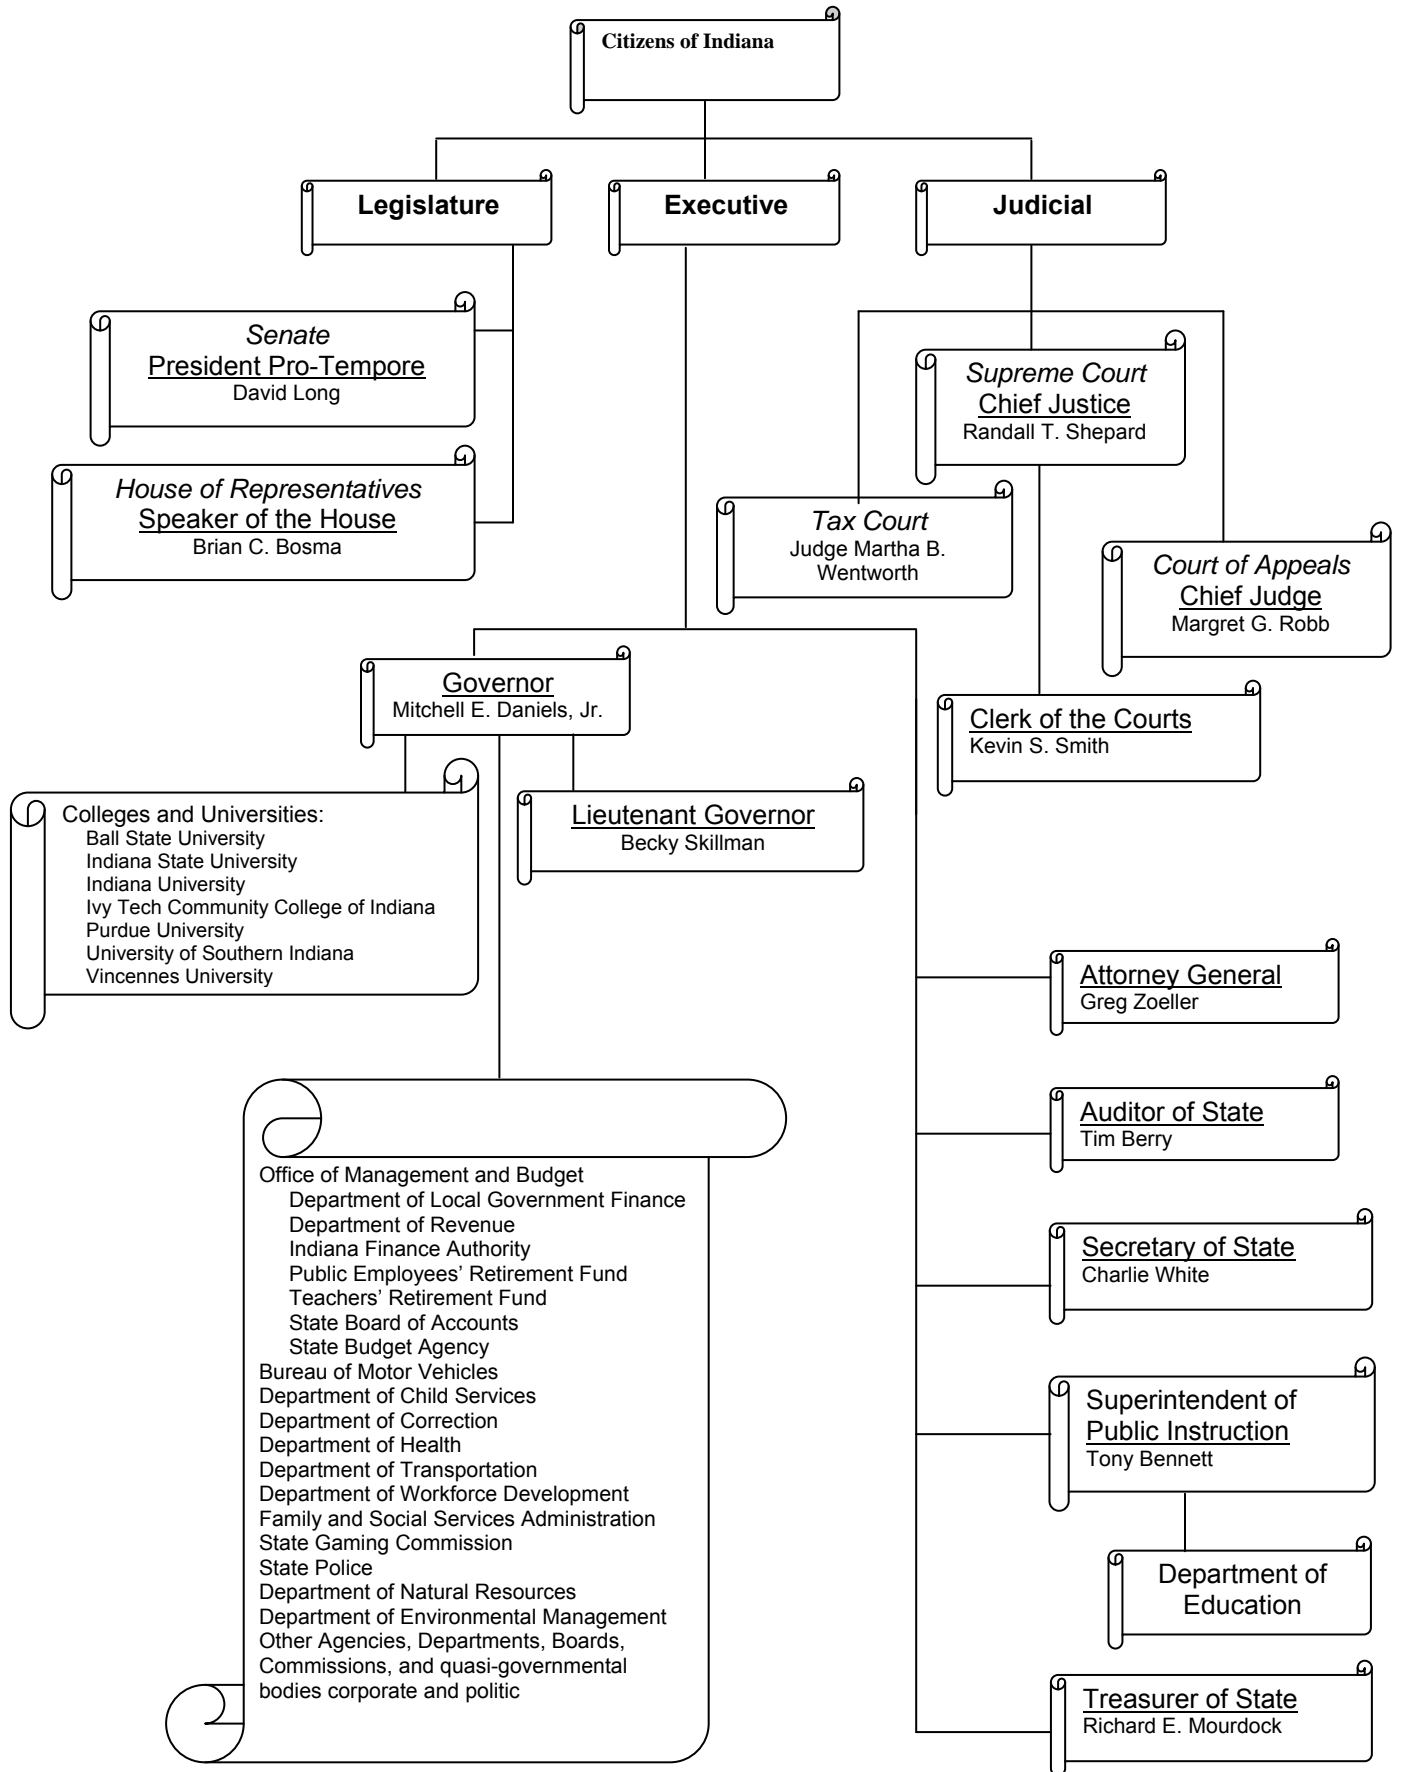 Citizens of Indiana
Legislature
Executive
Judicial
Senate
President Pro-Tempore
David Long
House of Representatives
Speaker of the House
Brian C. Bosma
Supreme Court
Chief Justice
Randall T. Shepard
Tax Court
Judge Martha B.
Wentworth
Court of Appeals
Chief Judge
Margret G. Robb
Clerk of the Courts
Kevin S. Smith
Governor
Mitchell E. Daniels, Jr.
Lieutenant Governor
Becky Skillman
Colleges and Universities:
Ball State University
Indiana State University
Indiana University
Ivy Tech Community College of Indiana
Purdue University
University of Southern Indiana
Vincennes University
Office of Management and Budget
Department of Local Government Finance
Department of Revenue
Indiana Finance Authority
Public Employees’ Retirement Fund
Teachers’ Retirement Fund
State Board of Accounts
State Budget Agency
Bureau of Motor Vehicles
Department of Child Services
Department of Correction
Department of Health
Department of Transportation
Department of Workforce Development
Family and Social Services Administration
State Gaming Commission
State Police
Department of Natural Resources
Department of Environmental Management
Other Agencies, Departments, Boards,
Commissions, and quasi-governmental
bodies corporate and politic
Attorney General
Greg Zoeller
Auditor of State
Tim Berry
Secretary of State
Charlie White
Superintendent of
Public Instruction
Tony Bennett
Department of
Education
Treasurer of State
Richard E. Mourdock